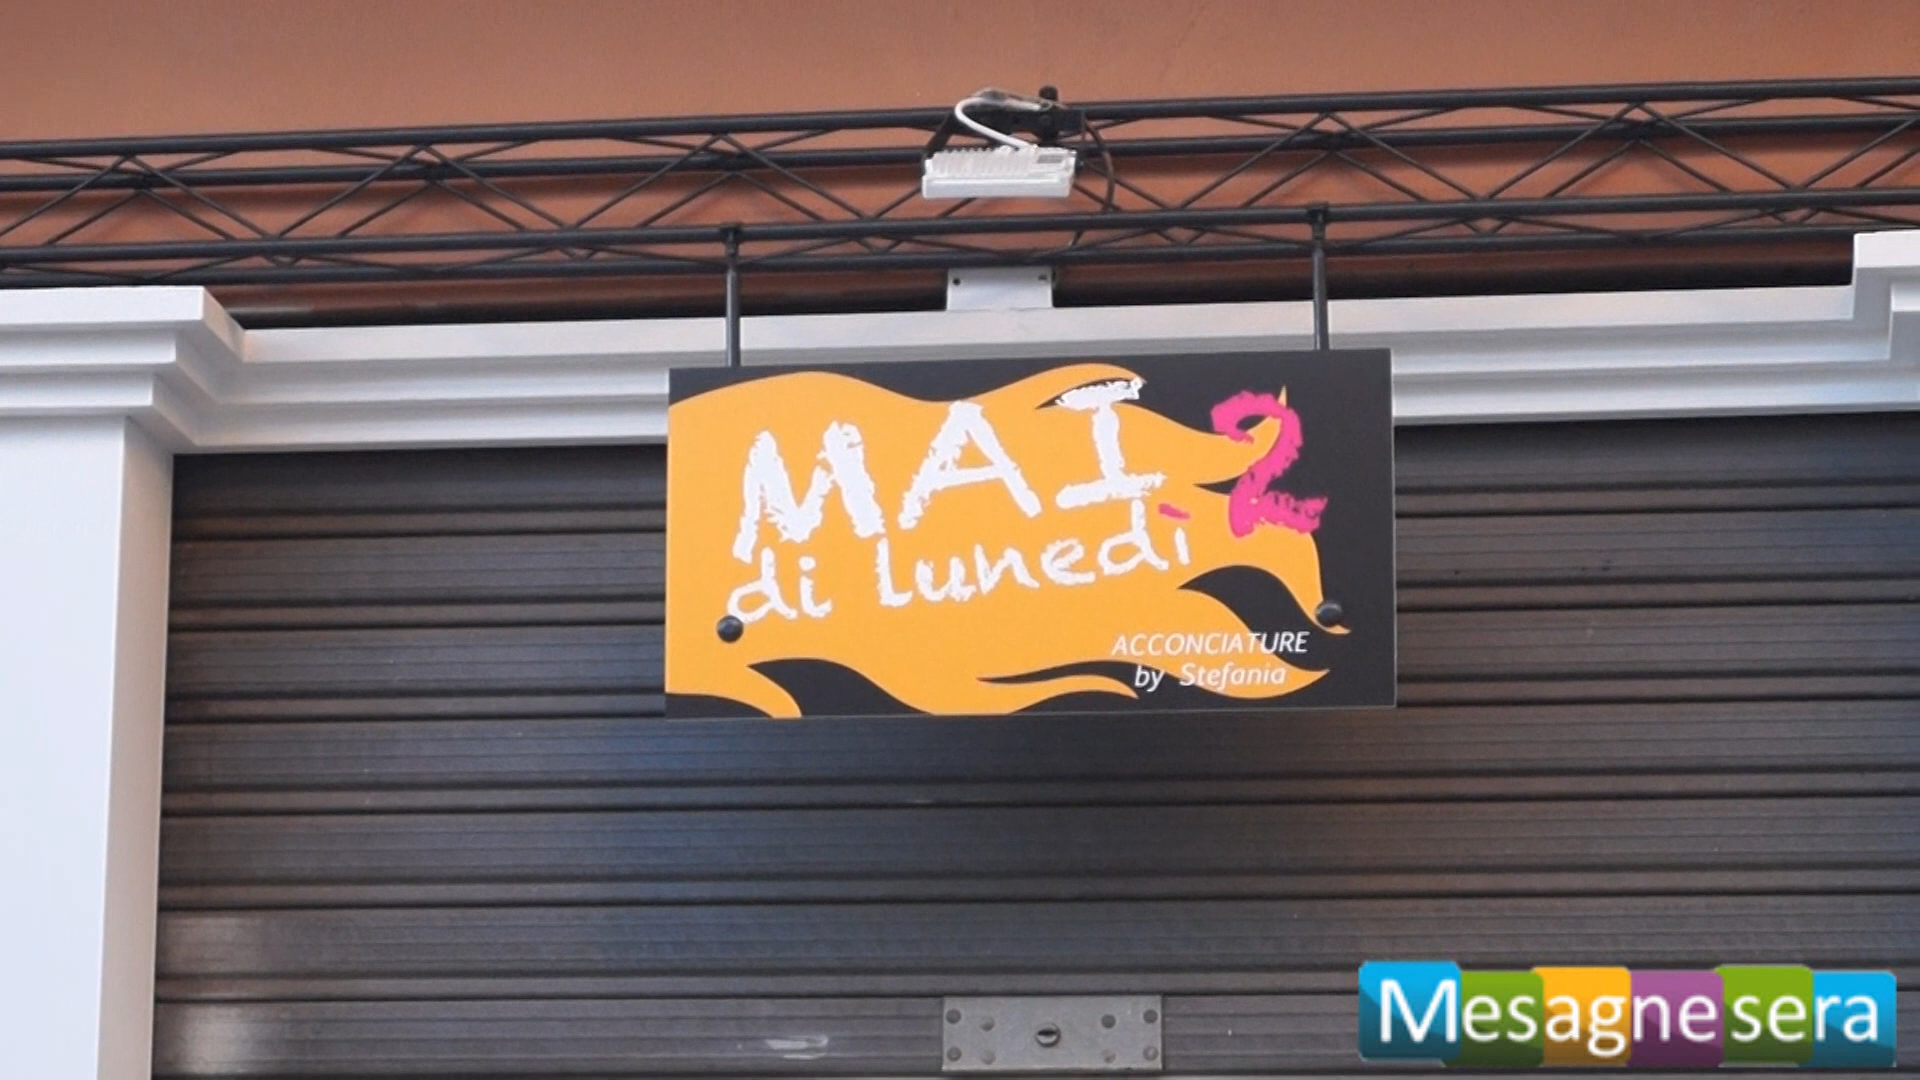 MAI 2
di lunedì
ACCONCIATURE
by Stefania
Mesagnesera